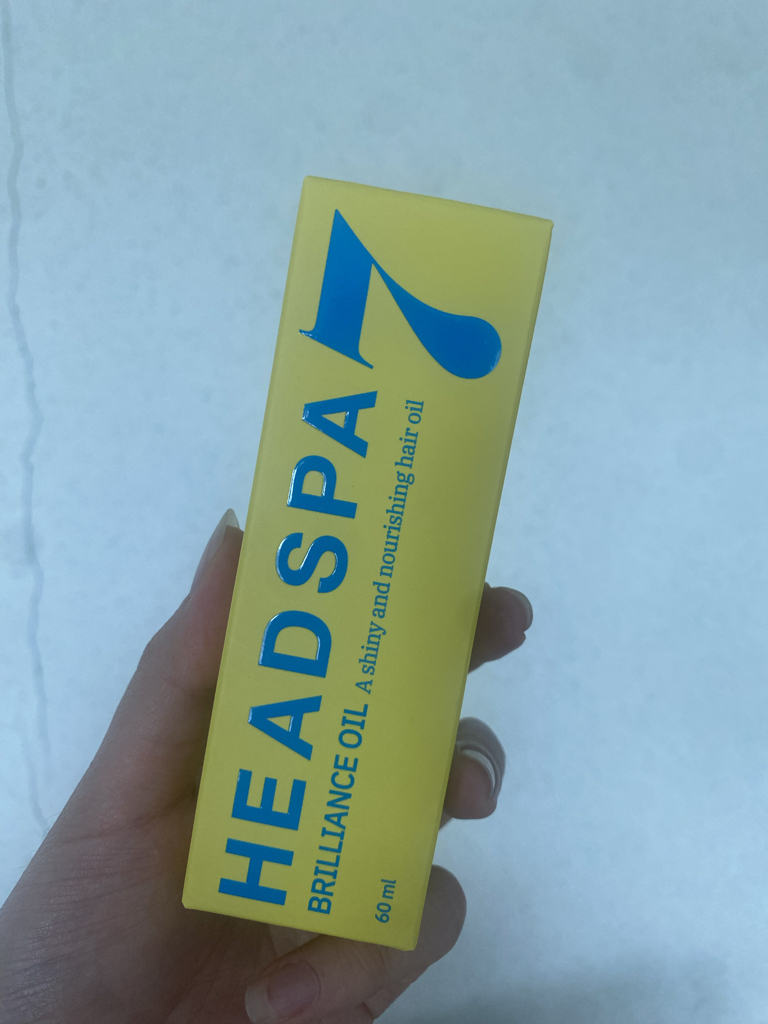 HEADSPA 7
BRILLIANCE OIL A shiny and nourishing hair oil
60 ml